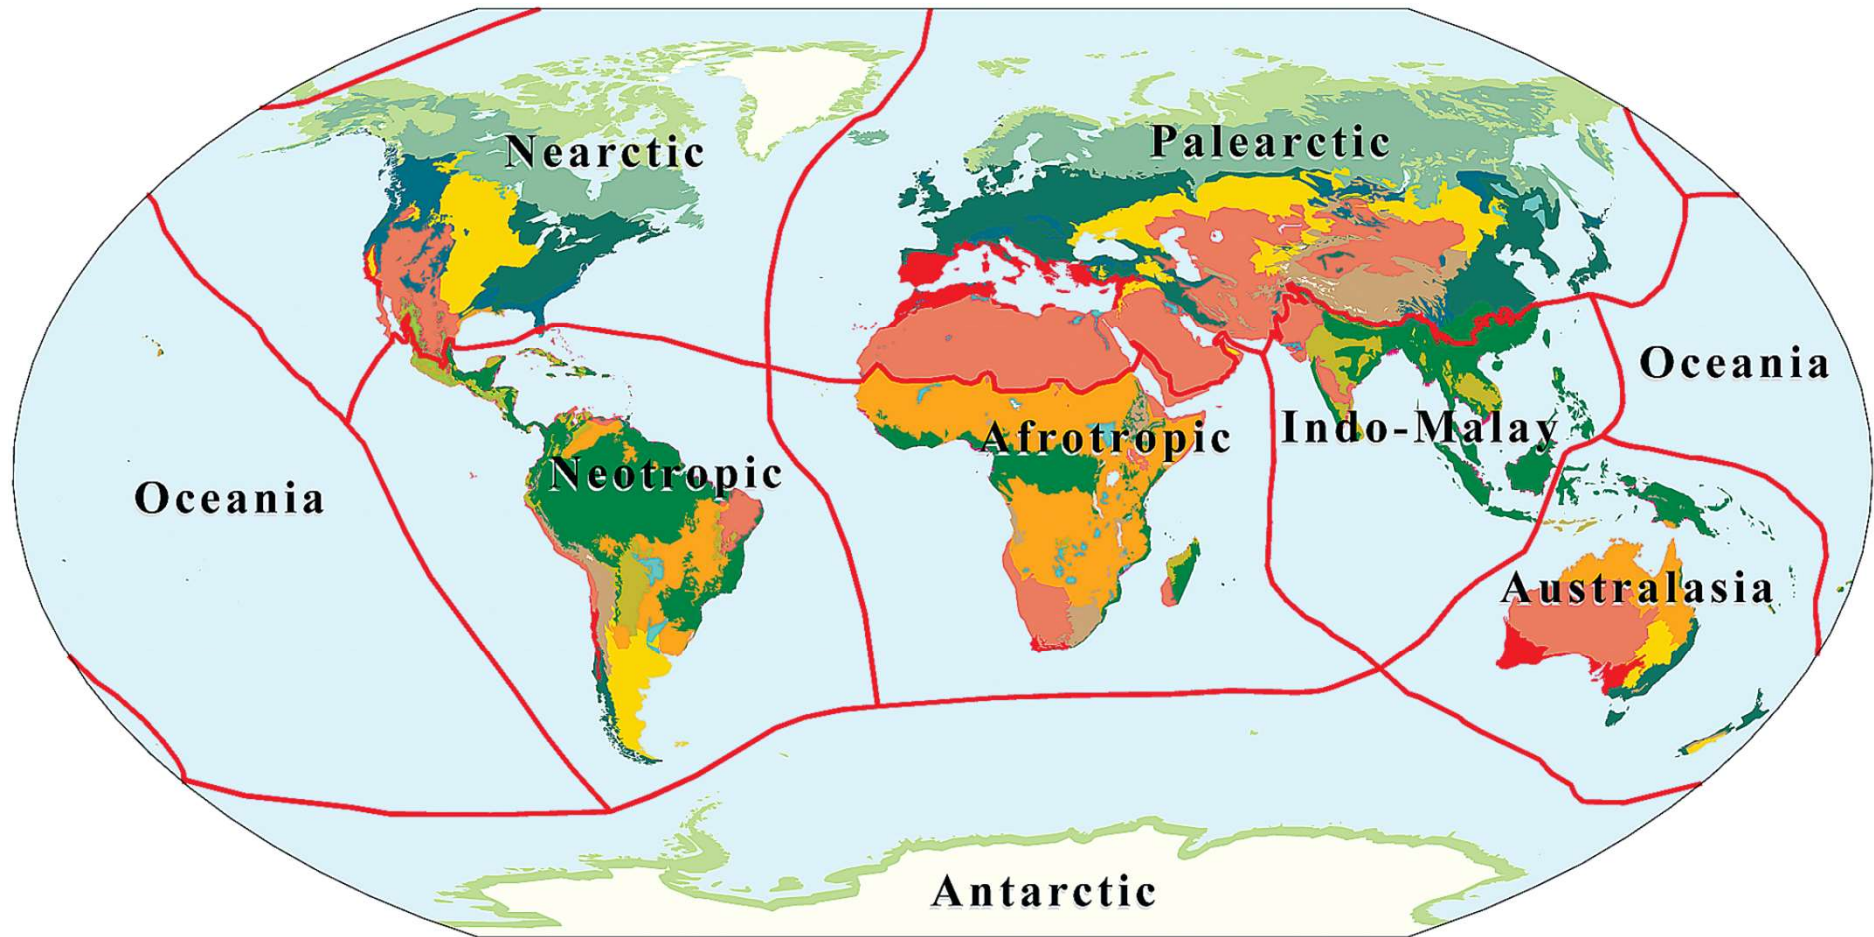 Nearctic
Palearctic
Oceania
Afrotropic
Indo-Malay
Neotropic
Oceania
Australasia
Antarctic